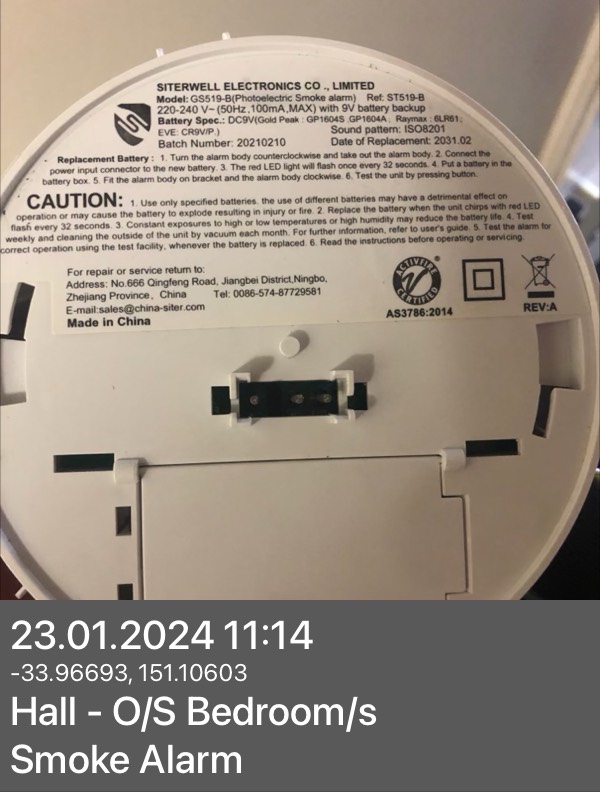 SITERWELL ELECTRONICS CO ., LIMITED
Model: GS519-B(Photoelectric Smoke alarm) Ref: ST519-B
220-240 V~ (50Hz ,100mA ,MAX) with 9V battery backup
Battery Spec.: DC9V(Gold Peak : GP1604S ,GP1604A ; Raymax : 6LR61;
EVE: CR9V/P.) Sound pattern: ISO8201
Batch Number: 20210210 Date of Replacement: 2031.02
Replacement Battery : 1. Turn the alarm body counterclockwise and take out the alarm body. 2. Connect the
power input connector to the new battery. 3. The red LED light will flash once every 32 seconds. 4. Put a battery in the
battery box. 5. Fit the alarm body on bracket and the alarm body clockwise. 6. Test the unit by pressing button.
CAUTION: 1. Use only specified batteries. the use of different batteries may have a detrimental effect on
operation or may cause the battery to explode resulting in injury or fire. 2. Replace the battery when the unit chirps with red LED
flash every 32 seconds. 3. Constant exposures to high or low temperatures or high humidity may reduce the battery life. 4. Test
weekly and cleaning the outside of the unit by vacuum each month. For further information, refer to user's guide. 5. Test the alarm for
correct operation using the test facility, whenever the battery is replaced. 6. Read the instructions before operating or servicing.
For repair or service return to:
Address: No.666 Qingfeng Road, Jiangbei District,Ningbo,
Zhejiang Province, China Tel: 0086-574-87729581
E-mail:sales@china-siter.com
Made in China
ACTIVFIRE
®
CERTIFIED
AS3786:2014
REV:A
23.01.2024 11:14
-33.96693, 151.10603
Hall - O/S Bedroom/s
Smoke Alarm